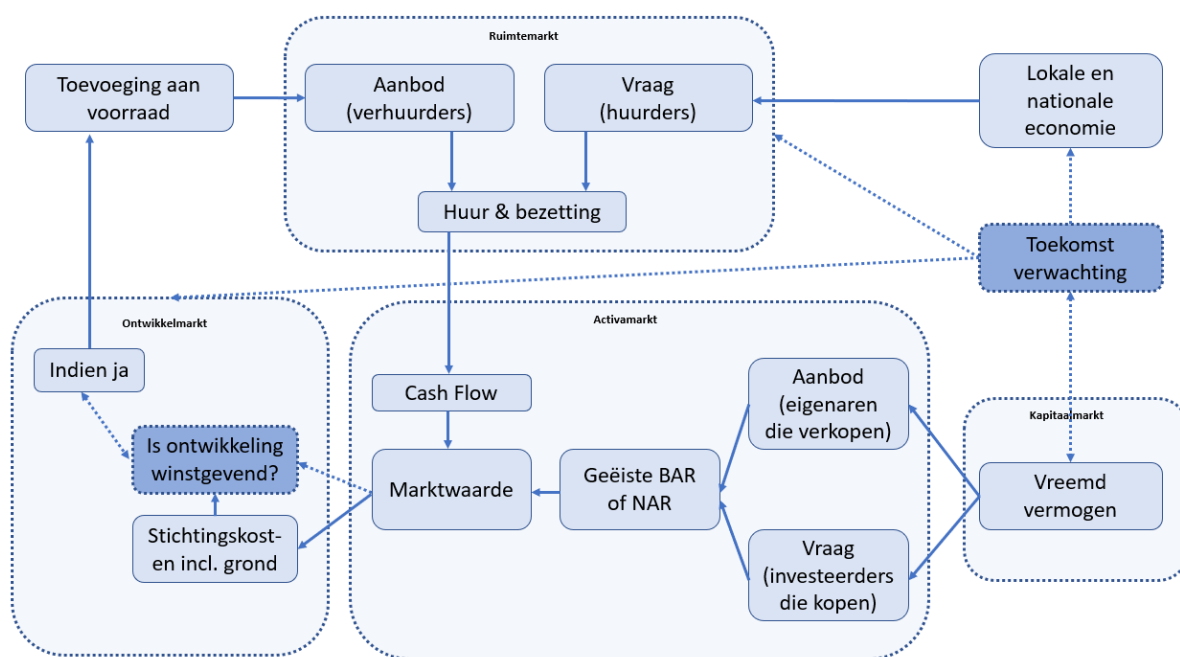 Ruimtemarkt
Toevoeging aan
voorraad
Aanbod
(verhuurders)
Vraag
(huurders)
Lokale en
nationale
economie
Huur & bezetting
Toekomst
verwachting
Ontwikkelmarkt
Indien ja
Is ontwikkeling
winstgevend?
Stichtingskost-
en incl. grond
Activamarkt
Cash Flow
Marktwaarde
Geëiste BAR
of NAR
Aanbod
(eigenaren
die verkopen)
Vraag
(investeerders
die kopen)
Kapitaalmarkt
Vreemd
vermogen